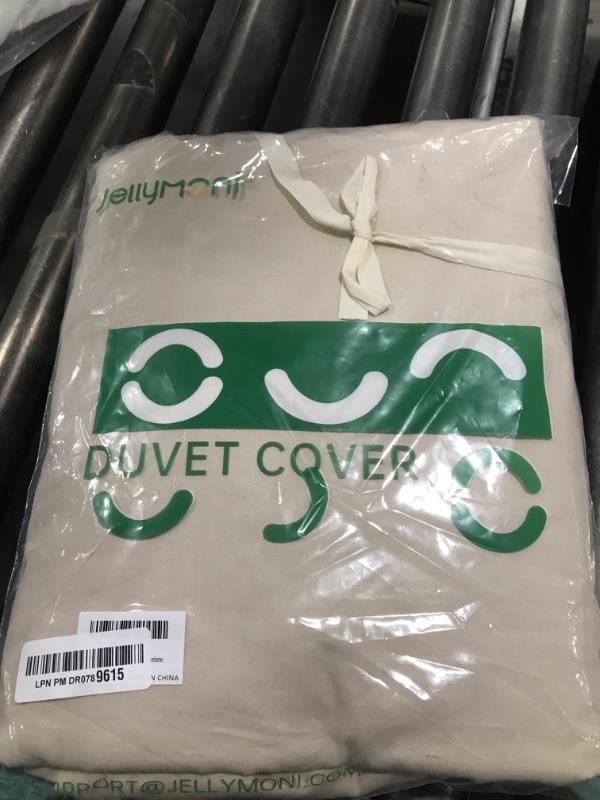 JellyMoni
DUVET COVER
LPN PM DR0789615
N CHINA
SUPPORT@JELLYMONI.COM